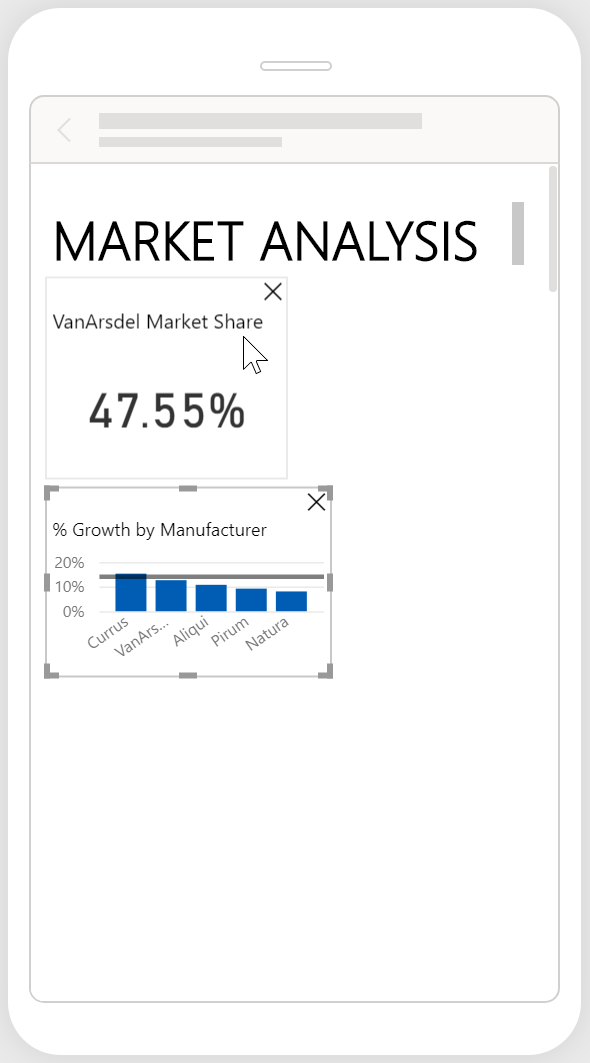 MARKET ANALYSIS
VanArsdel Market Share
47.55%
% Growth by Manufacturer
20%
10%
0%
Currus
VanArs...
Aliqui
Pirum
Natura